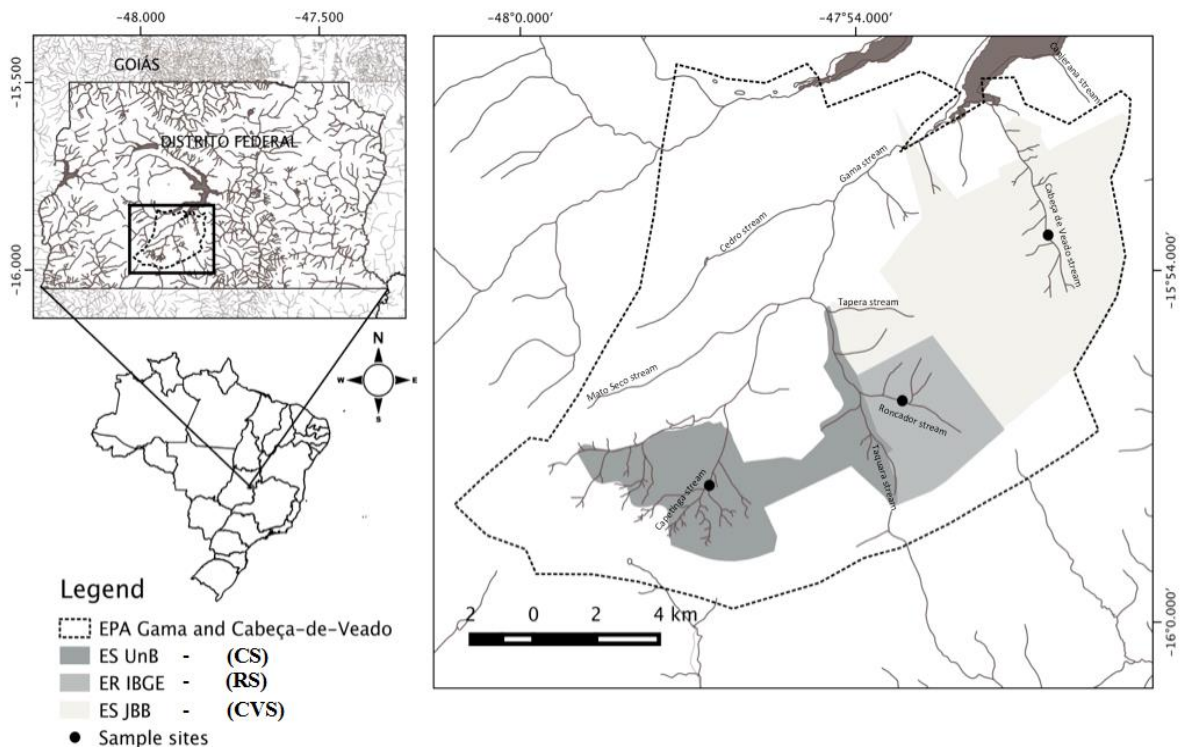 -48.000
-47.500
-15.500
-16.000
GOIÁS
DISTRITO FEDERAL
-48°0.000'
-47°54.000'
-15°54.000'
-16°0.000'
Canjerana stream
Gama stream
Cabeça de Veado stream
Cedro stream
Tapera stream
Mato Seco stream
Roncador stream
Taquara stream
Capetinga stream
N
W
E
S
2 0 2 4 km
Legend
EPA Gama and Cabeça-de-Veado
ES UnB - (CS)
ER IBGE - (RS)
ES JBB - (CVS)
Sample sites